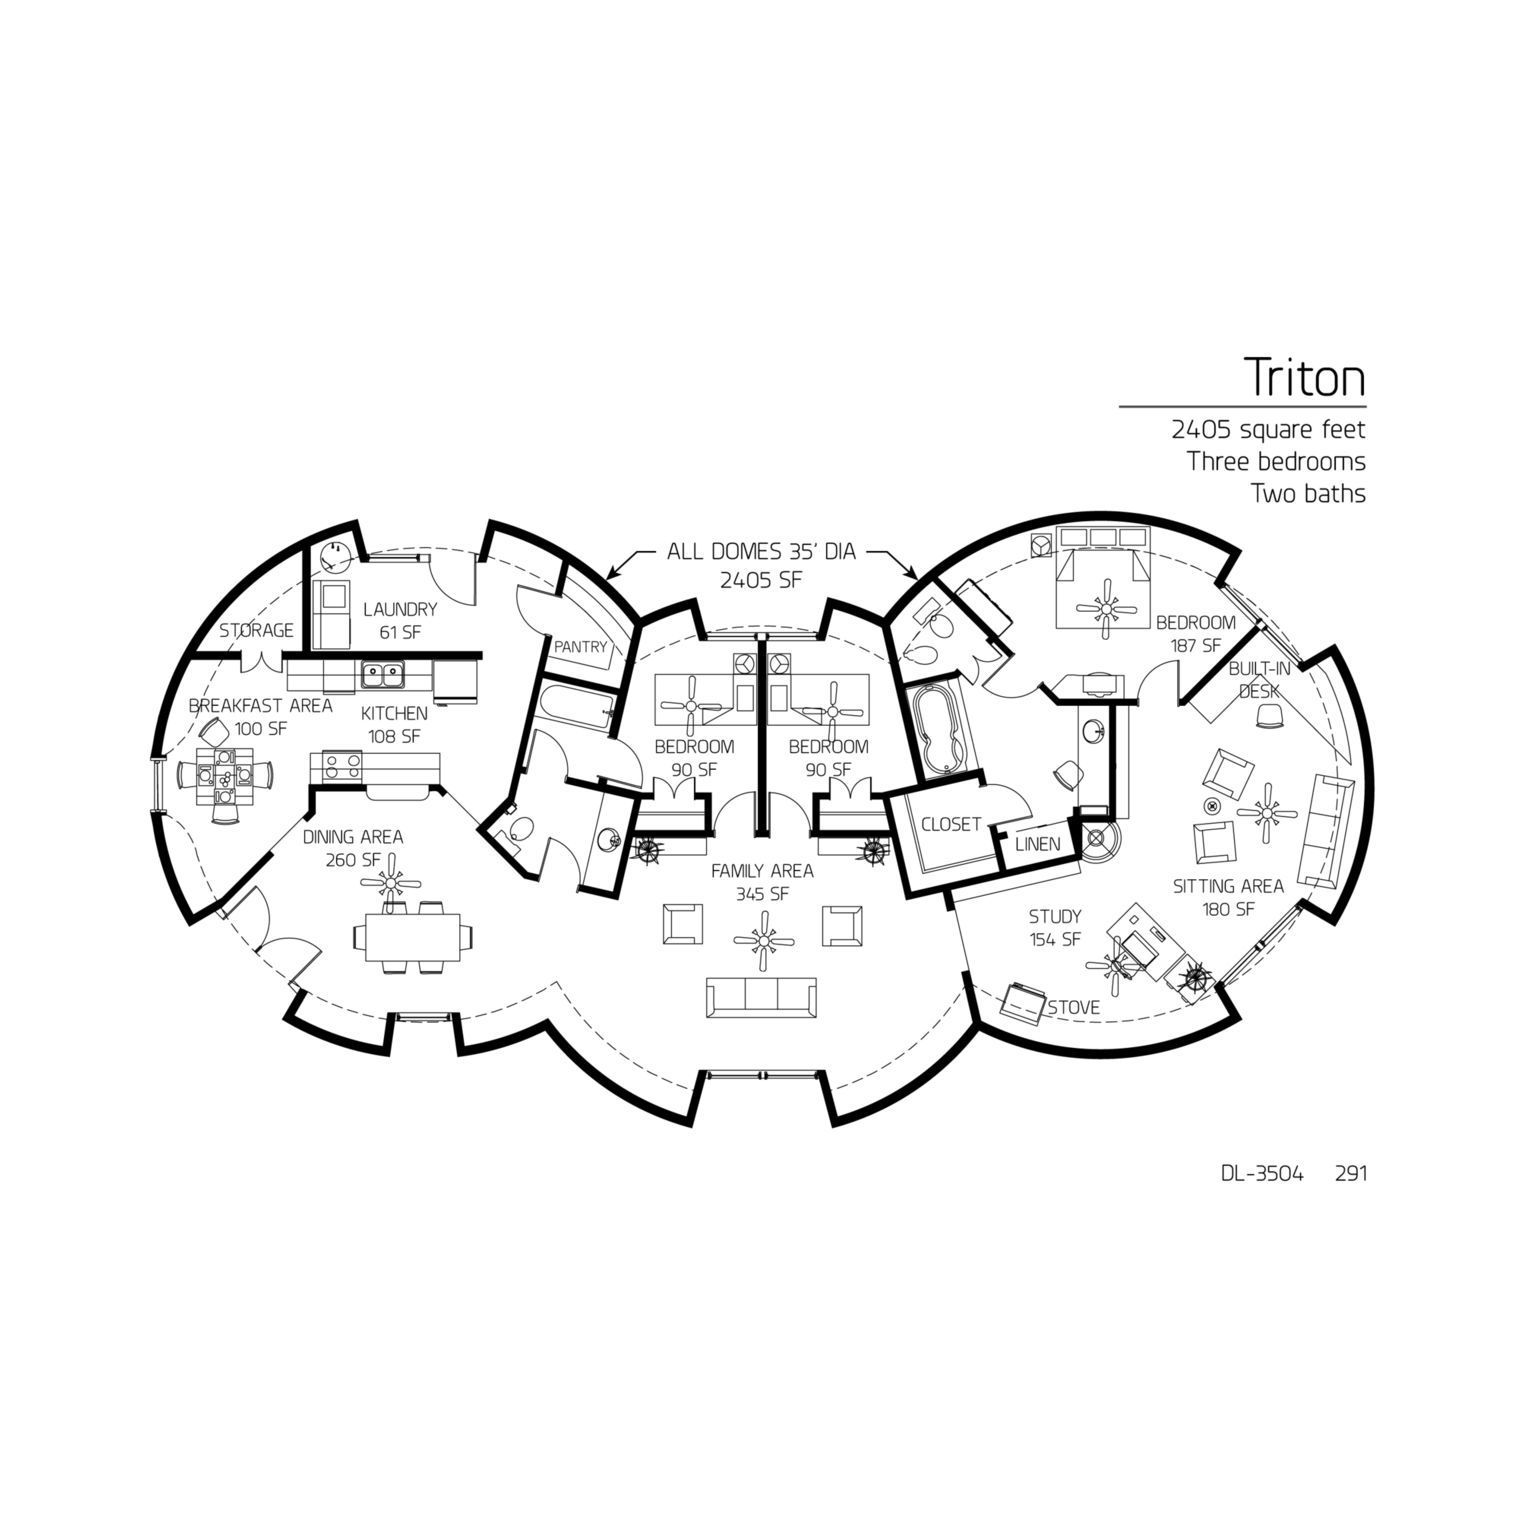 Triton
2405 square feet
Three bedrooms
Two baths
ALL DOMES 35' DIA
2405 SF
LAUNDRY
61 SF
STORAGE
PANTRY
BREAKFAST AREA
100 SF
KITCHEN
108 SF
BEDROOM
90 SF
BEDROOM
90 SF
BEDROOM
187 SF
BUILT-IN
DESK
DINING AREA
260 SF
FAMILY AREA
345 SF
CLOSET
LINEN
SITTING AREA
180 SF
STUDY
154 SF
STOVE
DL-3504 291